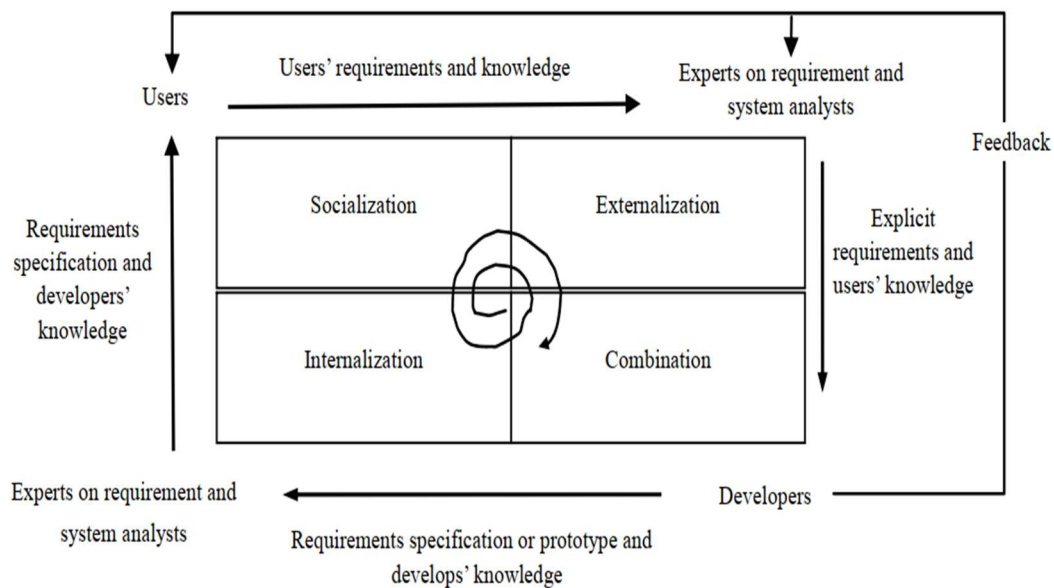 Users' requirements and knowledge
Experts on requirement and
system analysts
Users
Feedback
Socialization
Externalization
Requirements
specification and
developers'
knowledge
Explicit
requirements and
users' knowledge
Internalization
Combination
Experts on requirement and
system analysts
Developers
Requirements specification or prototype and
develops' knowledge